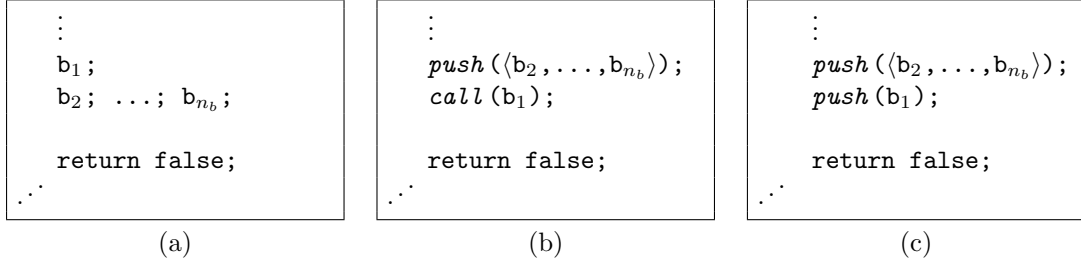 ⋮
b₁;
b₂; ...; b_{n_b};
return false;
⋰
(a)
⋮
push(⟨b₂,...,b_{n_b}⟩);
call(b₁);
return false;
⋰
(b)
⋮
push(⟨b₂,...,b_{n_b}⟩);
push(b₁);
return false;
⋰
(c)